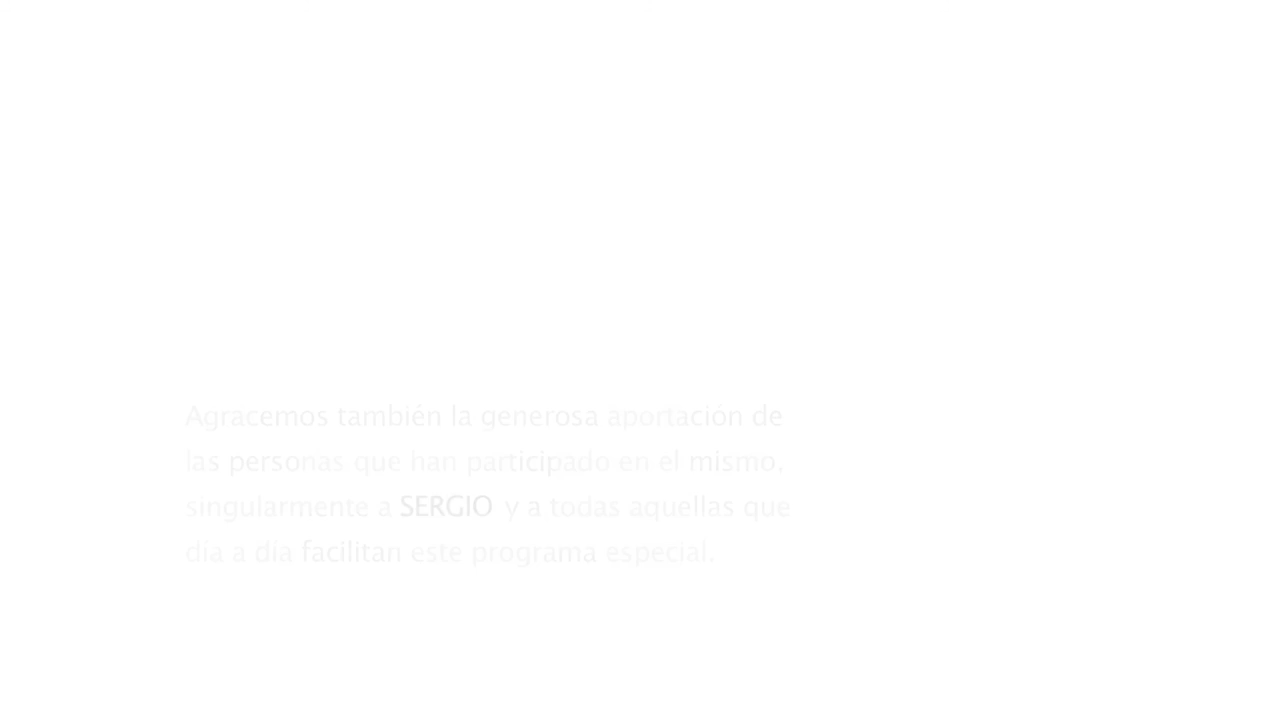 Agracemos también la generosa aportación de
las personas que han participado en el mismo,
singularmente a SERGIO y a todas aquellas que
día a día facilitan este programa especial.